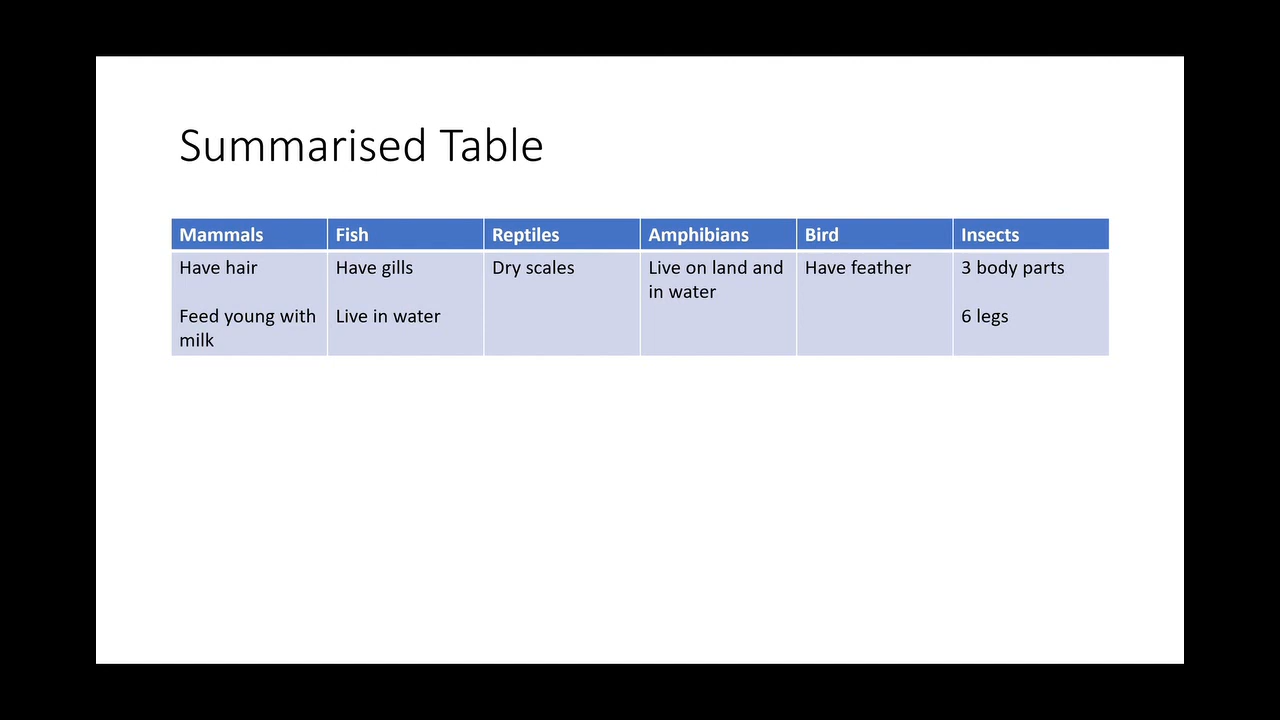 Summarised Table
Mammals Fish Reptiles Amphibians Bird Insects
Have hair Have gills Dry scales Live on land and Have feather 3 body parts
in water
Feed young with Live in water 6 legs
milk